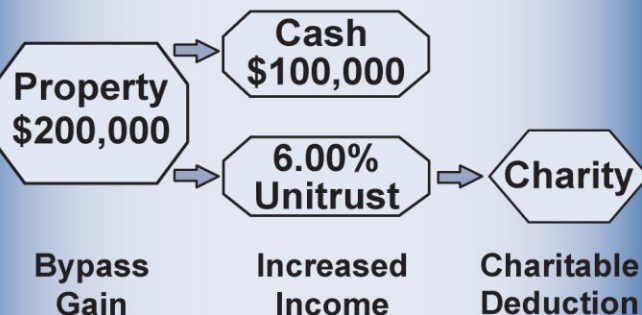 Property
$200,000
Cash
$100,000
6.00%
Unitrust
Charity
Bypass
Gain
Increased
Income
Charitable
Deduction